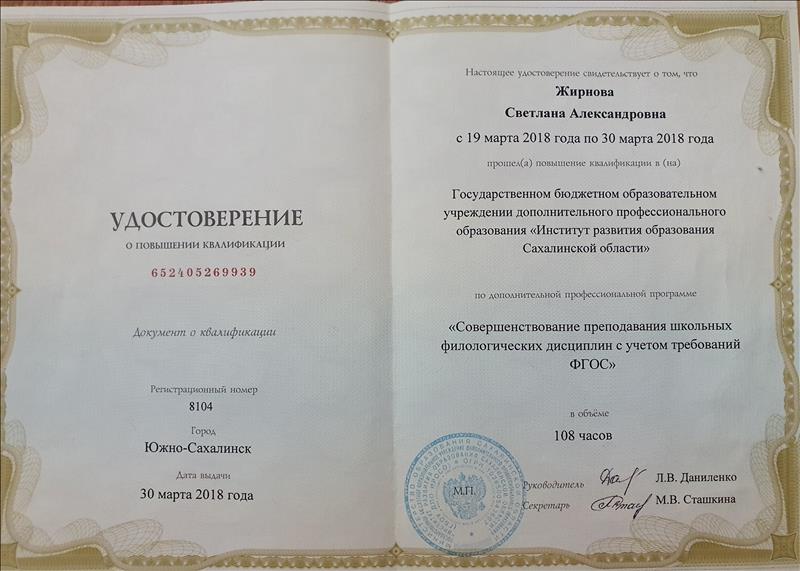 УДОСТОВЕРЕНИЕ
О ПОВЫШЕНИИ КВАЛИФИКАЦИИ
652405269939
Документ о квалификации
Регистрационный номер
8104
Город
Южно-Сахалинск
Дата выдачи
30 марта 2018 года
Настоящее удостоверение свидетельствует о том, что
Жирнова
Светлана Александровна
с 19 марта 2018 года по 30 марта 2018 года
прошел(а) повышение квалификации в (на)
Государственном бюджетном образовательном
учреждении дополнительного профессионального
образования «Институт развития образования
Сахалинской области»
по дополнительной профессиональной программе
«Совершенствование преподавания школьных
филологических дисциплин с учетом требований
ФГОС»
в объёме
108 часов
М.П.
Руководитель
Л.В. Даниленко
Секретарь
М.В. Сташкина